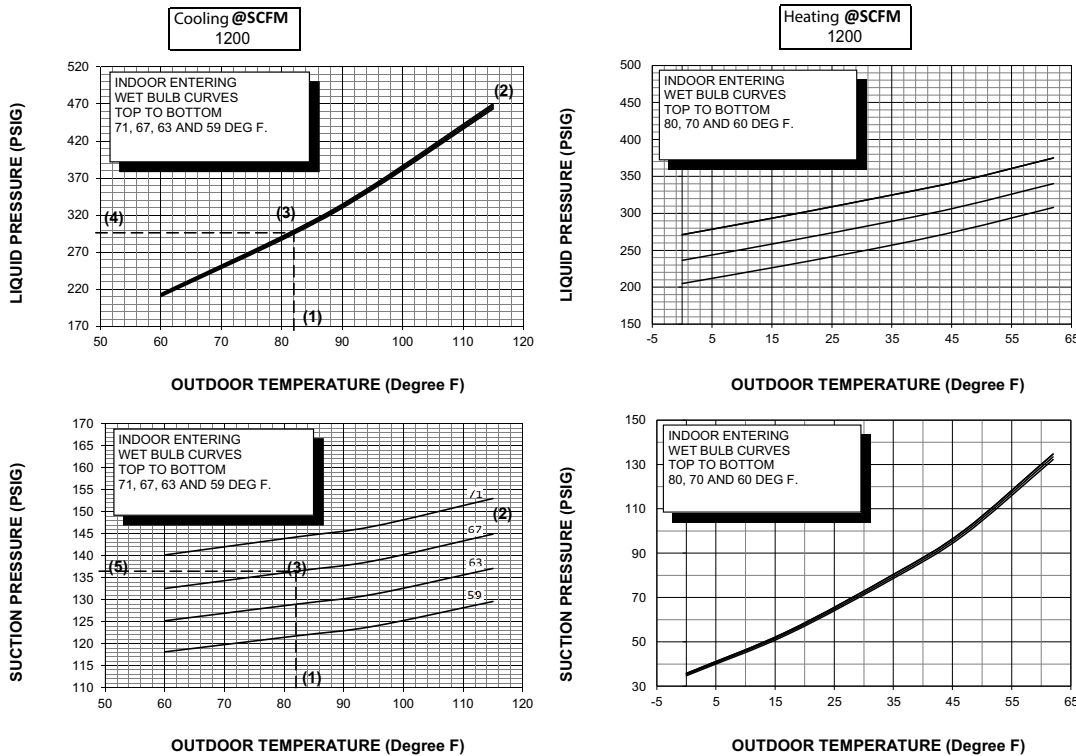 Cooling @SCFM
1200
520
470
420
370
320
270
220
170
LIQUID PRESSURE (PSIG)
INDOOR ENTERING
WET BULB CURVES
TOP TO BOTTOM
71, 67, 63 AND 59 DEG F.
(2)
(3)
(4)
(1)
50 60 70 80 90 100 110 120
OUTDOOR TEMPERATURE (Degree F)
Heating @SCFM
1200
500
450
400
350
300
250
200
150
LIQUID PRESSURE (PSIG)
INDOOR ENTERING
WET BULB CURVES
TOP TO BOTTOM
80, 70 AND 60 DEG F.
-5 5 15 25 35 45 55 65
OUTDOOR TEMPERATURE (Degree F)
170
165
160
155
150
145
140
135
130
125
120
115
110
SUCTION PRESSURE (PSIG)
INDOOR ENTERING
WET BULB CURVES
TOP TO BOTTOM
71, 67, 63 AND 59 DEG F.
71
(2)
67
63
59
(5)
(3)
(1)
50 60 70 80 90 100 110 120
OUTDOOR TEMPERATURE (Degree F)
150
130
110
90
70
50
30
SUCTION PRESSURE (PSIG)
INDOOR ENTERING
WET BULB CURVES
TOP TO BOTTOM
80, 70 AND 60 DEG F.
-5 5 15 25 35 45 55 65
OUTDOOR TEMPERATURE (Degree F)